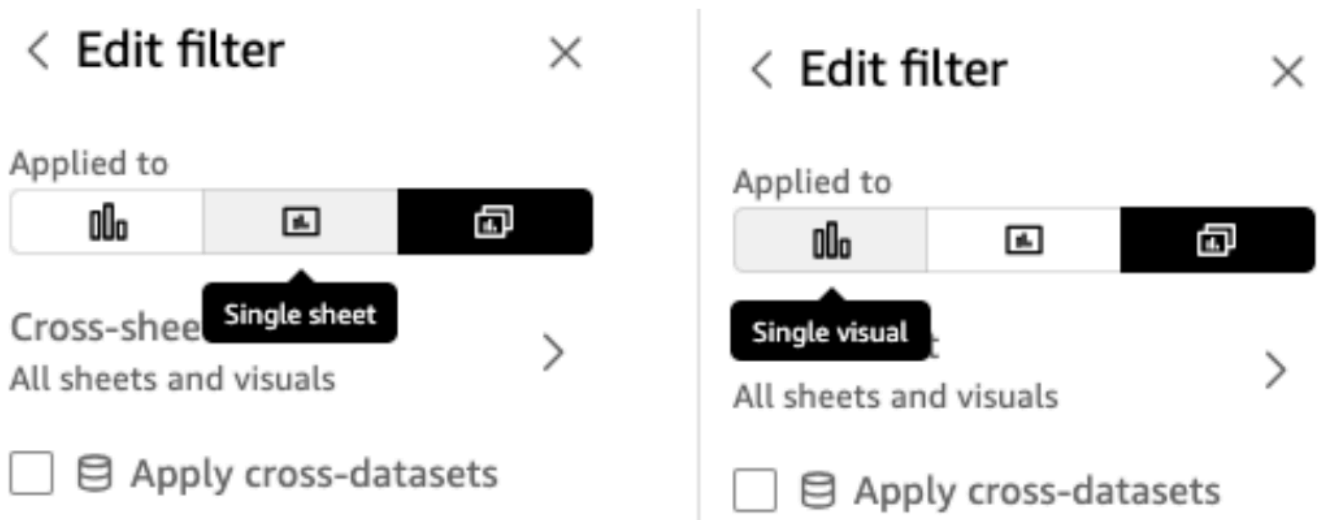 Edit filter
Applied to
Single sheet
Cross-shee
All sheets and visuals
Apply cross-datasets
Edit filter
Applied to
Single visual
t
All sheets and visuals
Apply cross-datasets